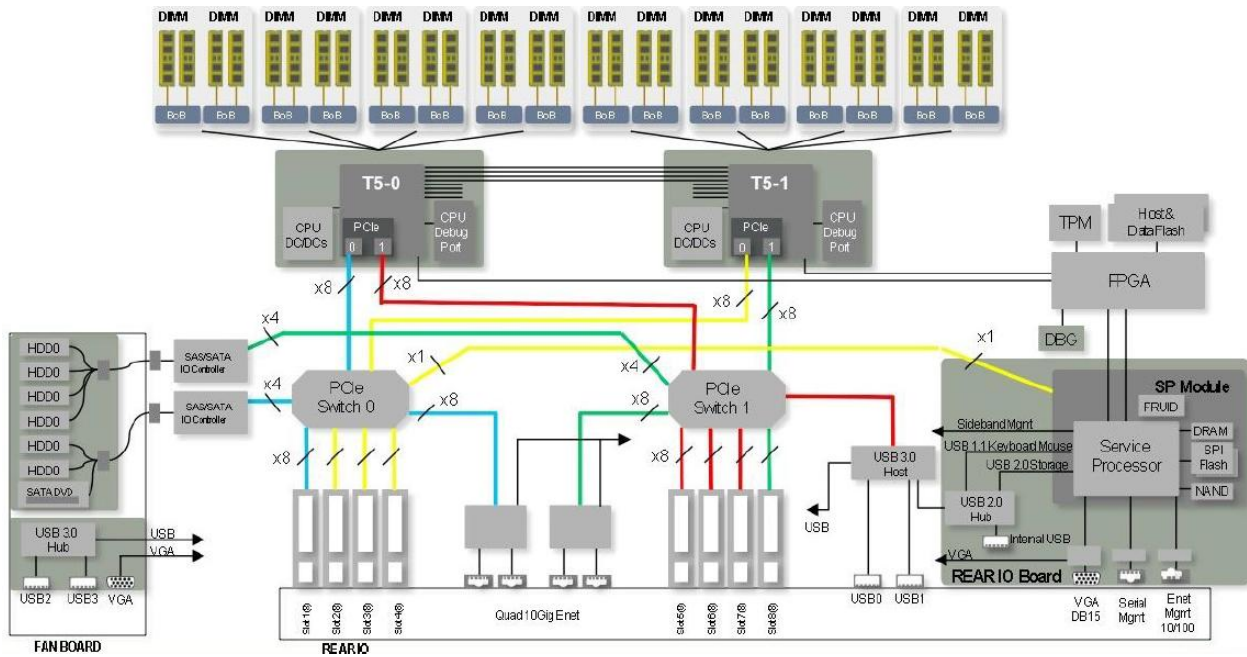 DIMM DIMM DIMM DIMM DIMM DIMM DIMM DIMM DIMM DIMM DIMM DIMM DIMM DIMM DIMM DIMM
BoB BoB BoB BoB BoB BoB BoB BoB BoB BoB BoB BoB BoB BoB BoB BoB
T5-0
T5-1
CPU
DC/DCs
PCIe
0 1
CPU
Debug
Port
CPU
DC/DCs
PCIe
0 1
CPU
Debug
Port
TPM
Host&
DataFlash
FPGA
DBG
x8
x8
x8
x8
HDD0
HDD0
HDD0
HDD0
HDD0
HDD0
SATA DVD
SAS/SATA
IO Controller
SAS/SATA
IO Controller
x4
x4
x1
x4
x1
PCIe
Switch 0
PCIe
Switch 1
x8
x8
x8
x8
SP Module
FRUID
Service
Processor
DRAM
SPI
Flash
NAND
Sideband Mgmt
USB 1.1 Keyboard Mouse
USB 2.0 Storage
USB 3.0
Host
USB 2.0
Hub
Internal USB
USB
VGA
REAR IO Board
USB 3.0
Hub
USB
VGA
USB2
USB3
VGA
FAN BOARD
Slot1(8)
Slot2(8)
Slot3(8)
Slot4(8)
Quad 10Gig Enet
Slot5(8)
Slot6(8)
Slot7(8)
Slot8(8)
USB0
USB1
VGA
DB15
Serial
Mgmt
Enet
Mgmt
10/100
REAR IO